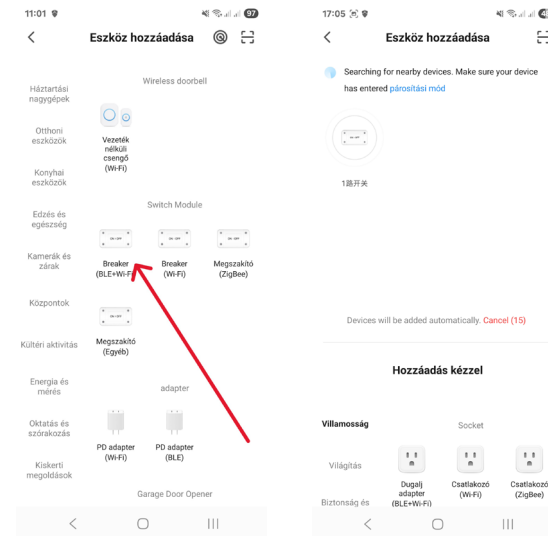 11:01
97
Eszköz hozzáadása
Háztartási
nagygépek
Otthoni
eszközök
Konyhai
eszközök
Edzés és
egészség
Kamerák és
zárak
Központok
Kültéri aktivitás
Energia és
mérés
Oktatás és
szórakozás
Kiskerti
megoldások
Wireless doorbell
Vezeték
nélküli
csengő
(Wi-Fi)
Switch Module
Breaker
(BLE+Wi-Fi)
Breaker
(Wi-Fi)
Megszakító
(ZigBee)
Megszakító
(Egyéb)
adapter
PD adapter
(Wi-Fi)
PD adapter
(BLE)
Garage Door Opener
17:05
Eszköz hozzáadása
Searching for nearby devices. Make sure your device
has entered párosítási mód
1路开关
Devices will be added automatically. Cancel (15)
Hozzáadás kézzel
Villamosság
Világítás
Biztonság és
Socket
Dugalj
adapter
(BLE+Wi-Fi)
Csatlakozó
(Wi-Fi)
Csatlakozó
(ZigBee)